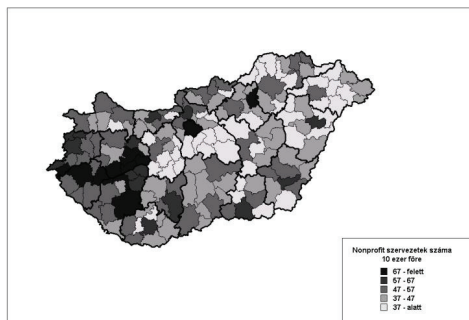 Nonprofit szervezetek száma
10 ezer főre
67 - felett
57 - 67
47 - 57
37 - 47
37 - alatt